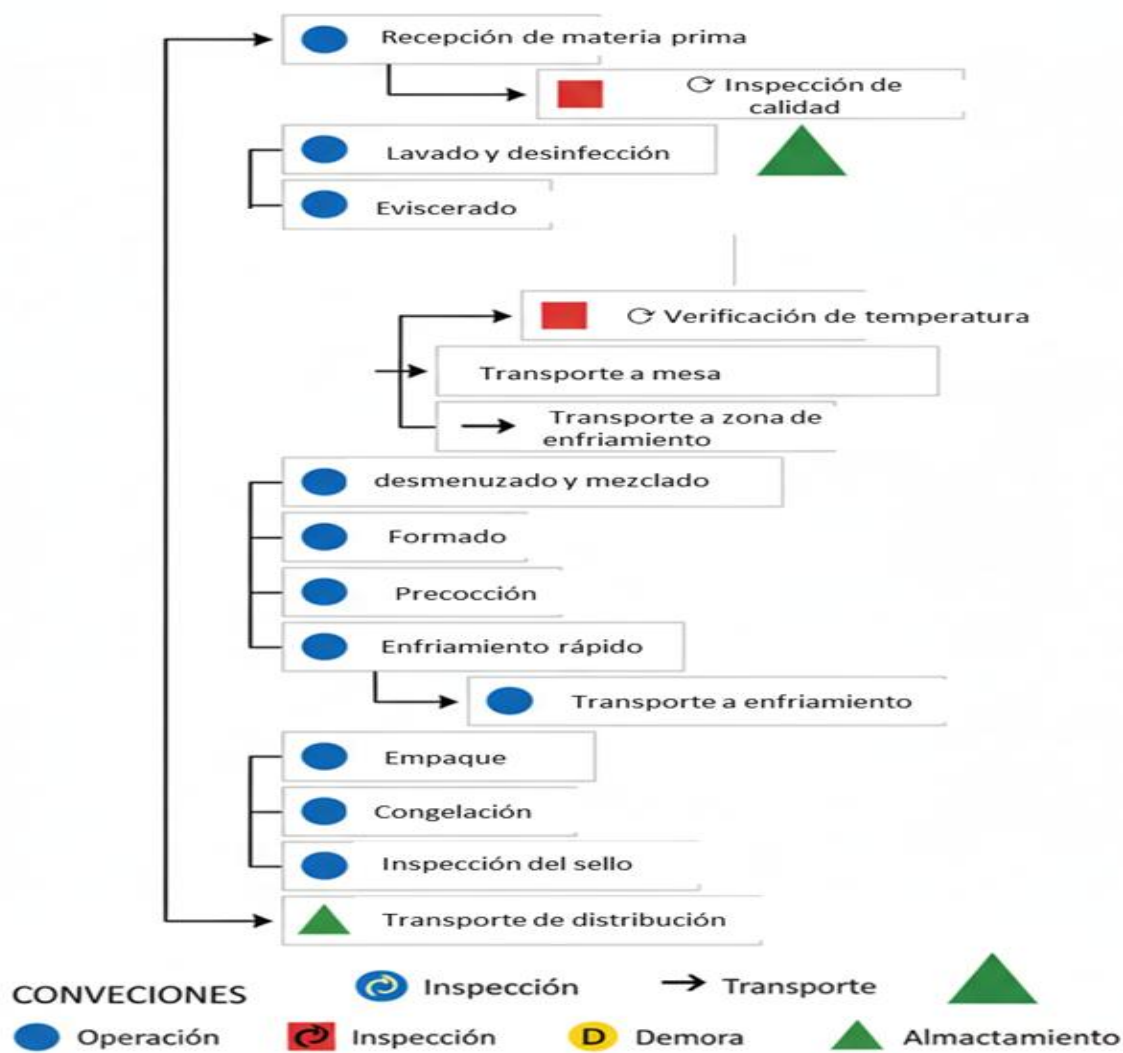 Recepción de materia prima
Inspección de
calidad
Lavado y desinfección
Eviscerado
Verificación de temperatura
Transporte a mesa
Transporte a zona de
enfriamiento
desmenuzado y mezclado
Formado
Precocción
Enfriamiento rápido
Transporte a enfriamiento
Empaque
Congelación
Inspección del sello
Transporte de distribución
CONVECIONES
Inspección
Transporte
Operación
Inspección
D Demora
Almactamiento